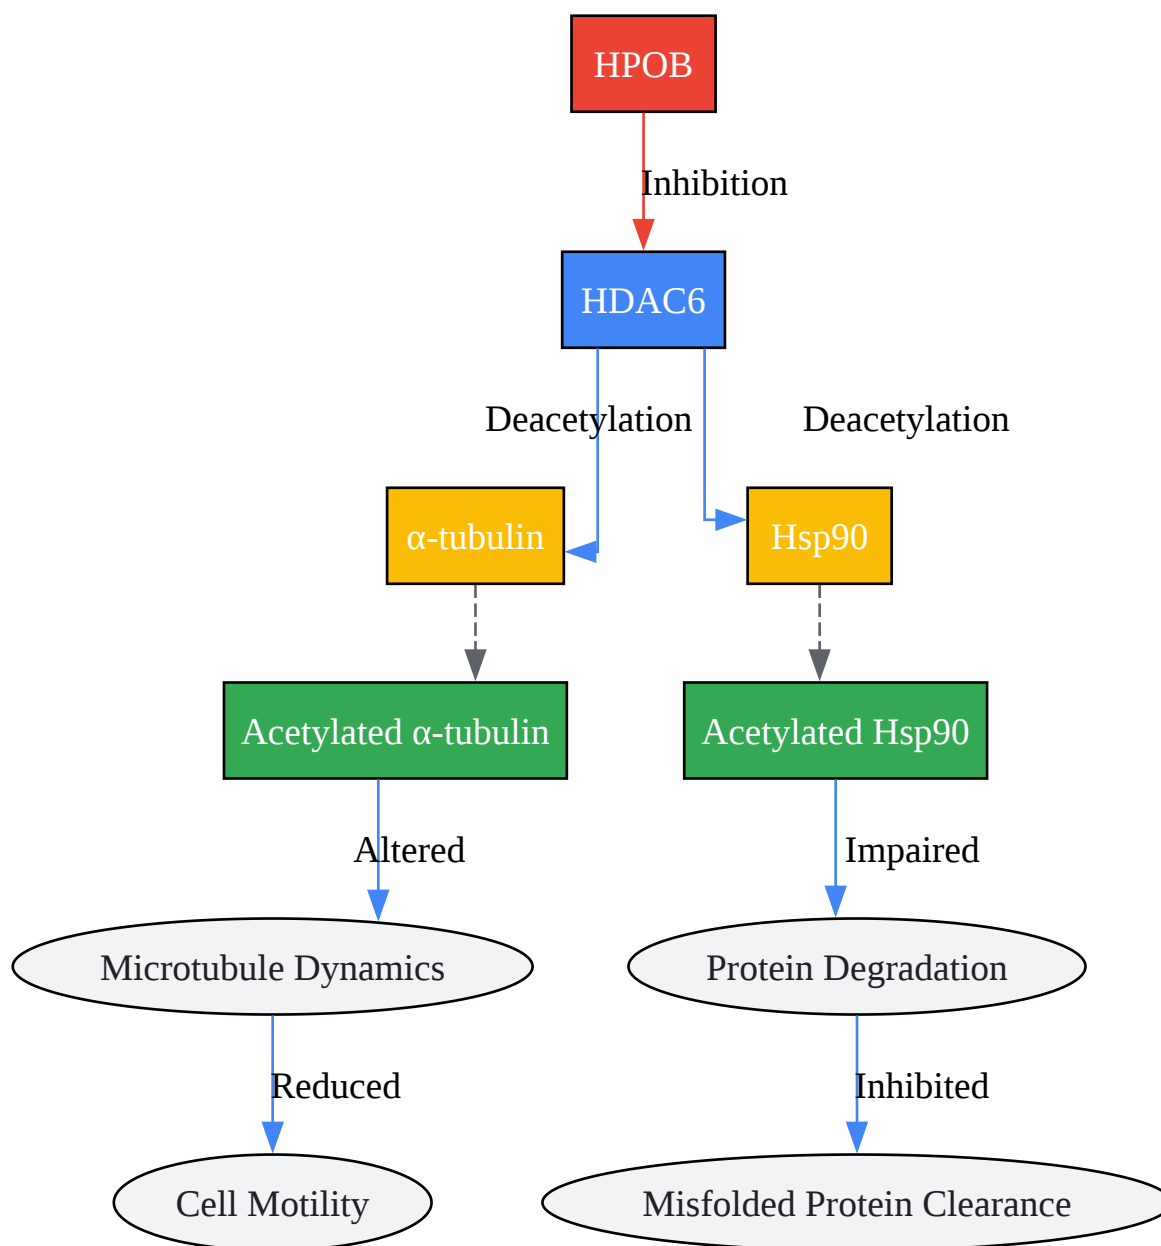 HPOB
Inhibition
HDAC6
Deacetylation
Deacetylation
α-tubulin
Hsp90
Acetylated α-tubulin
Acetylated Hsp90
Altered
Impaired
Microtubule Dynamics
Protein Degradation
Reduced
Inhibited
Cell Motility
Misfolded Protein Clearance